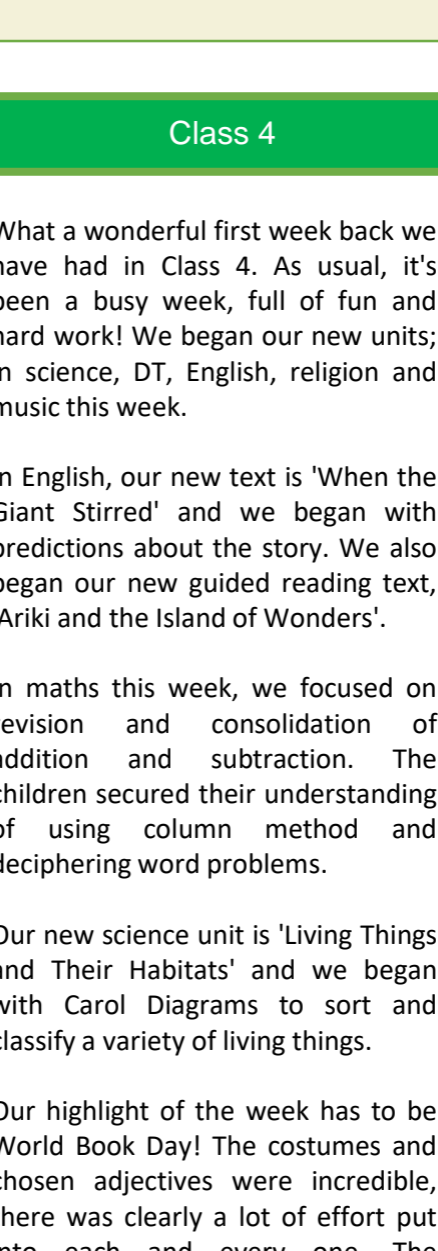 Class 4
What a wonderful first week back we
have had in Class 4. As usual, it's
been a busy week, full of fun and
hard work! We began our new units;
in science, DT, English, religion and
music this week.
In English, our new text is 'When the
Giant Stirred' and we began with
predictions about the story. We also
began our new guided reading text,
'Ariki and the Island of Wonders'.
In maths this week, we focused on
revision and consolidation of
addition and subtraction. The
children secured their understanding
of using column method and
deciphering word problems.
Our new science unit is 'Living Things
and Their Habitats' and we began
with Carol Diagrams to sort and
classify a variety of living things.
Our highlight of the week has to be
World Book Day! The costumes and
chosen adjectives were incredible,
there was clearly a lot of effort put
into each and every one. The